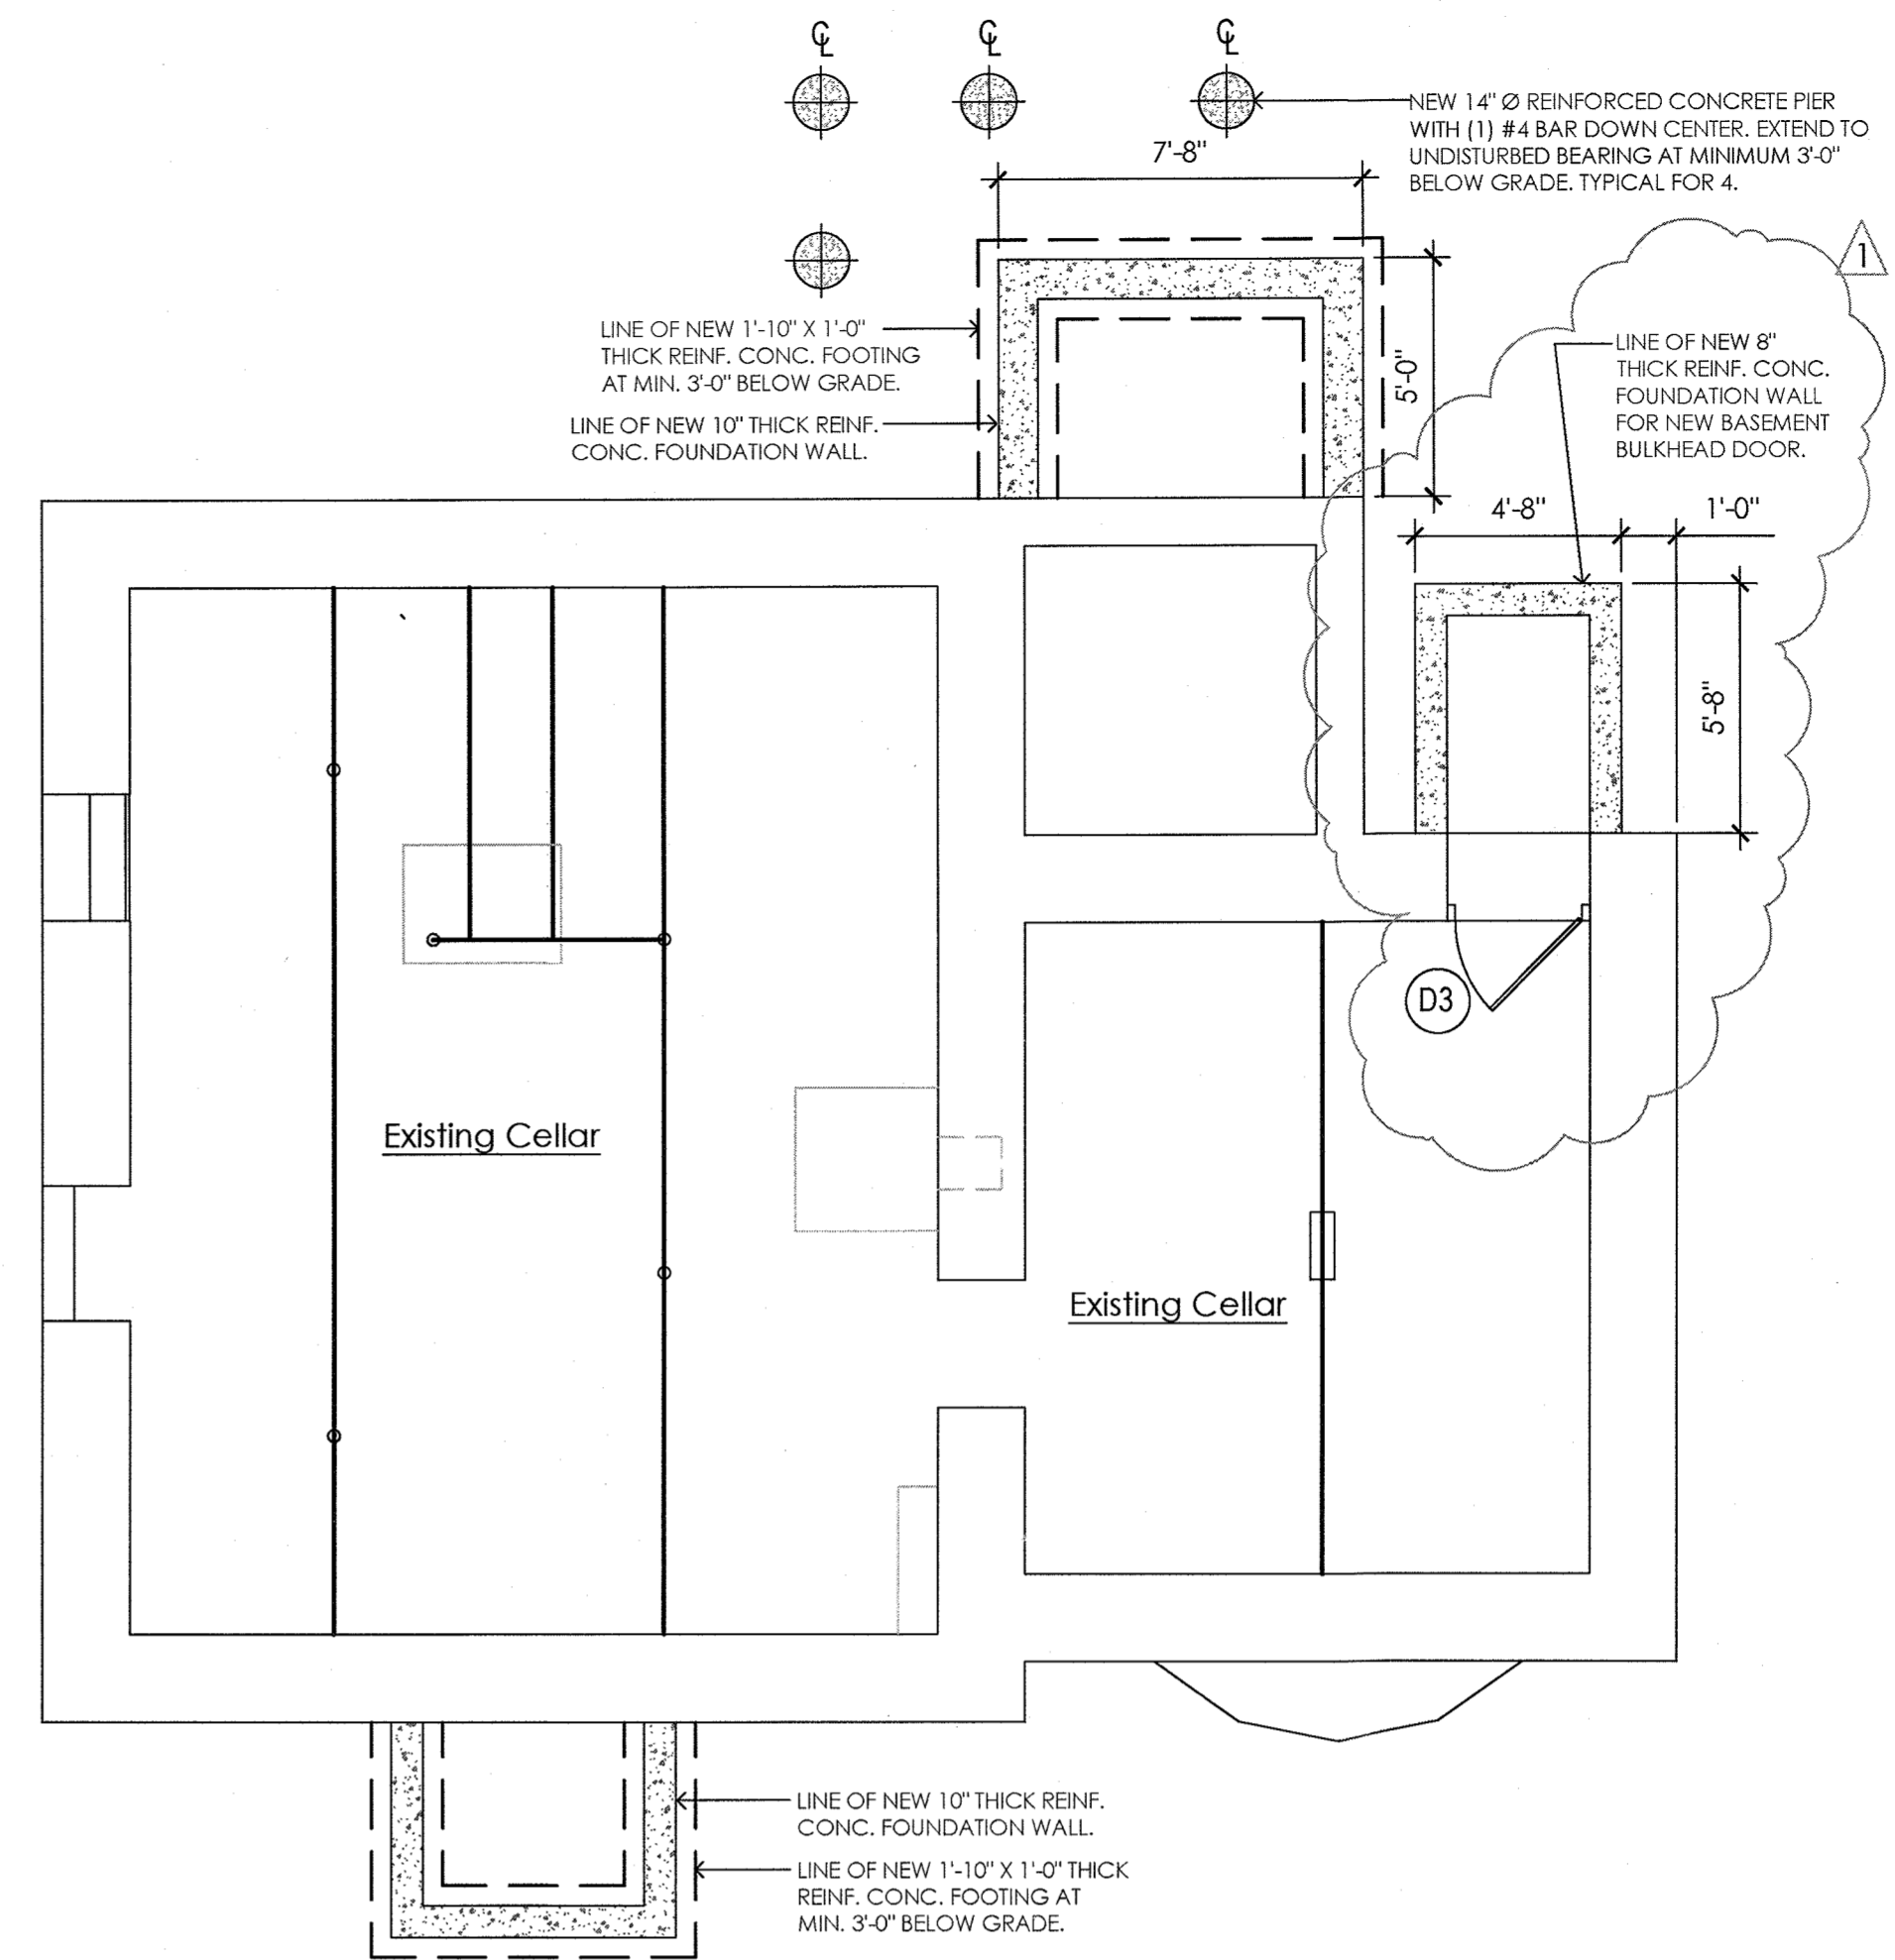 ℄ ℄ ℄
NEW 14" Ø REINFORCED CONCRETE PIER
WITH (1) #4 BAR DOWN CENTER. EXTEND TO
UNDISTURBED BEARING AT MINIMUM 3'-0"
BELOW GRADE. TYPICAL FOR 4.
7'-8"
1
LINE OF NEW 1'-10" X 1'-0"
THICK REINF. CONC. FOOTING
AT MIN. 3'-0" BELOW GRADE.
LINE OF NEW 10" THICK REINF.
CONC. FOUNDATION WALL.
5'-0"
LINE OF NEW 8"
THICK REINF. CONC.
FOUNDATION WALL
FOR NEW BASEMENT
BULKHEAD DOOR.
4'-8"
1'-0"
5'-8"
D3
Existing Cellar
Existing Cellar
LINE OF NEW 10" THICK REINF.
CONC. FOUNDATION WALL.
LINE OF NEW 1'-10" X 1'-0" THICK
REINF. CONC. FOOTING AT
MIN. 3'-0" BELOW GRADE.